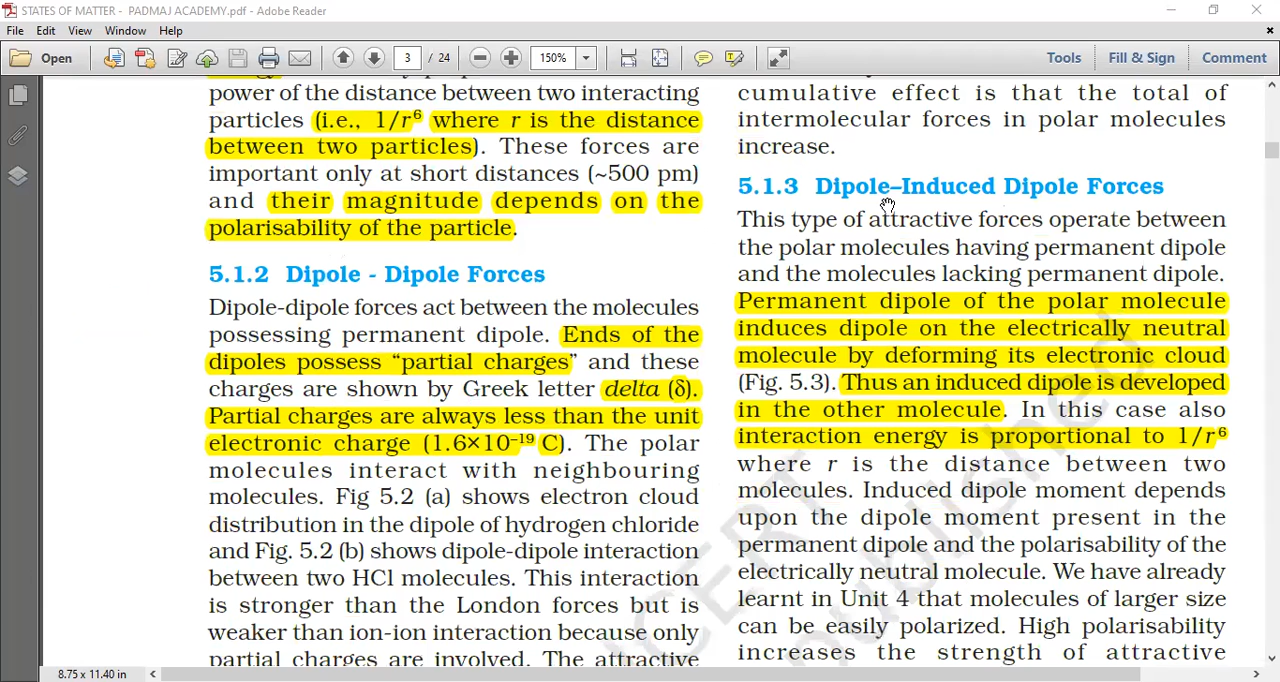 STATES OF MATTER - PADMAJ ACADEMY.pdf - Adobe Reader
File Edit View Window Help
Open 3 / 24 150% Tools Fill & Sign Comment
power of the distance between two interacting
particles (i.e., 1/r⁶ where r is the distance
between two particles). These forces are
important only at short distances (~500 pm)
and their magnitude depends on the
polarisability of the particle.
5.1.2 Dipole - Dipole Forces
Dipole-dipole forces act between the molecules
possessing permanent dipole. Ends of the
dipoles possess “partial charges” and these
charges are shown by Greek letter delta (δ).
Partial charges are always less than the unit
electronic charge (1.6×10⁻¹⁹ C). The polar
molecules interact with neighbouring
molecules. Fig 5.2 (a) shows electron cloud
distribution in the dipole of hydrogen chloride
and Fig. 5.2 (b) shows dipole-dipole interaction
between two HCl molecules. This interaction
is stronger than the London forces but is
weaker than ion-ion interaction because only
partial charges are involved. The attractive
cumulative effect is that the total of
intermolecular forces in polar molecules
increase.
5.1.3 Dipole–Induced Dipole Forces
This type of attractive forces operate between
the polar molecules having permanent dipole
and the molecules lacking permanent dipole.
Permanent dipole of the polar molecule
induces dipole on the electrically neutral
molecule by deforming its electronic cloud
(Fig. 5.3). Thus an induced dipole is developed
in the other molecule. In this case also
interaction energy is proportional to 1/r⁶
where r is the distance between two
molecules. Induced dipole moment depends
upon the dipole moment present in the
permanent dipole and the polarisability of the
electrically neutral molecule. We have already
learnt in Unit 4 that molecules of larger size
can be easily polarized. High polarisability
increases the strength of attractive
8.75 x 11.40 in